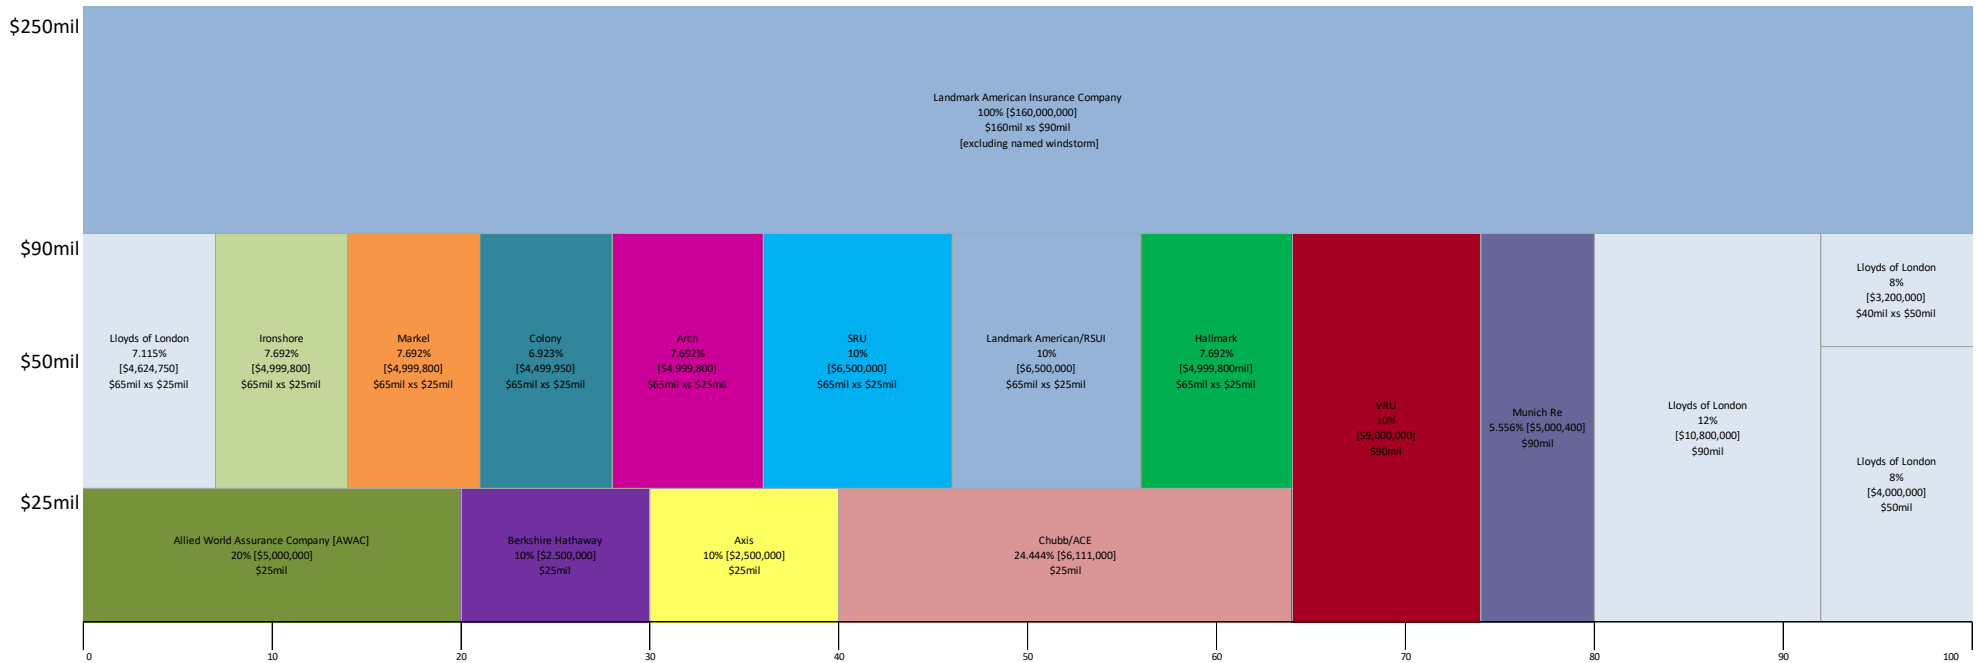 $250mil
Landmark American Insurance Company
100% [$160,000,000]
$160mil xs $90mil
[excluding named windstorm]
$90mil
Lloyds of London
7.115%
[$4,624,750]
$65mil xs $25mil
Ironshore
7.692%
[$4,999,800]
$65mil xs $25mil
Markel
7.692%
[$4,999,800]
$65mil xs $25mil
Colony
6.923%
[$4,499,950]
$65mil xs $25mil
Arch
7.692%
[$4,999,800]
$65mil xs $25mil
SRU
10%
[$6,500,000]
$65mil xs $25mil
Landmark American/RSUI
10%
[$6,500,000]
$65mil xs $25mil
Hallmark
7.692%
[$4,999,800mil]
$65mil xs $25mil
VRU
10%
[$9,000,000]
$90mil
Munich Re
5.556% [$5,000,400]
$90mil
Lloyds of London
12%
[$10,800,000]
$90mil
Lloyds of London
8%
[$3,200,000]
$40mil xs $50mil
$50mil
Lloyds of London
8%
[$4,000,000]
$50mil
$25mil
Allied World Assurance Company [AWAC]
20% [$5,000,000]
$25mil
Berkshire Hathaway
10% [$2.500,000]
$25mil
Axis
10% [$2,500,000]
$25mil
Chubb/ACE
24.444% [$6,111,000]
$25mil
0 10 20 30 40 50 60 70 80 90 100